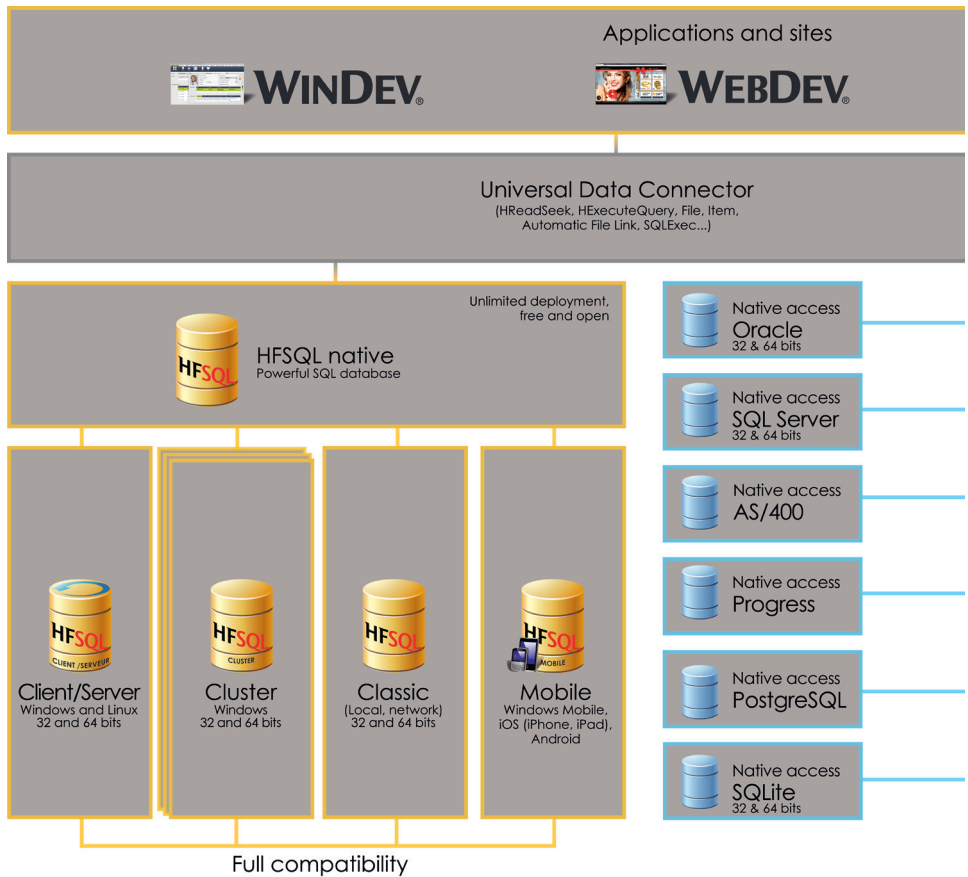 Applications and sites
WINDEV®
WEBDEV®
Universal Data Connector
(HReadSeek, HExecuteQuery, File, Item,
Automatic File Link, SQLExec...)
Unlimited deployment,
free and open
HFSQL
HFSQL native
Powerful SQL database
Native access
Oracle
32 & 64 bits
Native access
SQL Server
32 & 64 bits
Native access
AS/400
Native access
Progress
Native access
PostgreSQL
Native access
SQLite
32 & 64 bits
HFSQL
CLIENT/SERVEUR
Client/Server
Windows and Linux
32 and 64 bits
HFSQL
CLUSTER
Cluster
Windows
32 and 64 bits
HFSQL
Classic
(Local, network)
32 and 64 bits
HFSQL
MOBILE
Mobile
Windows Mobile,
iOS (iPhone, iPad),
Android
Full compatibility